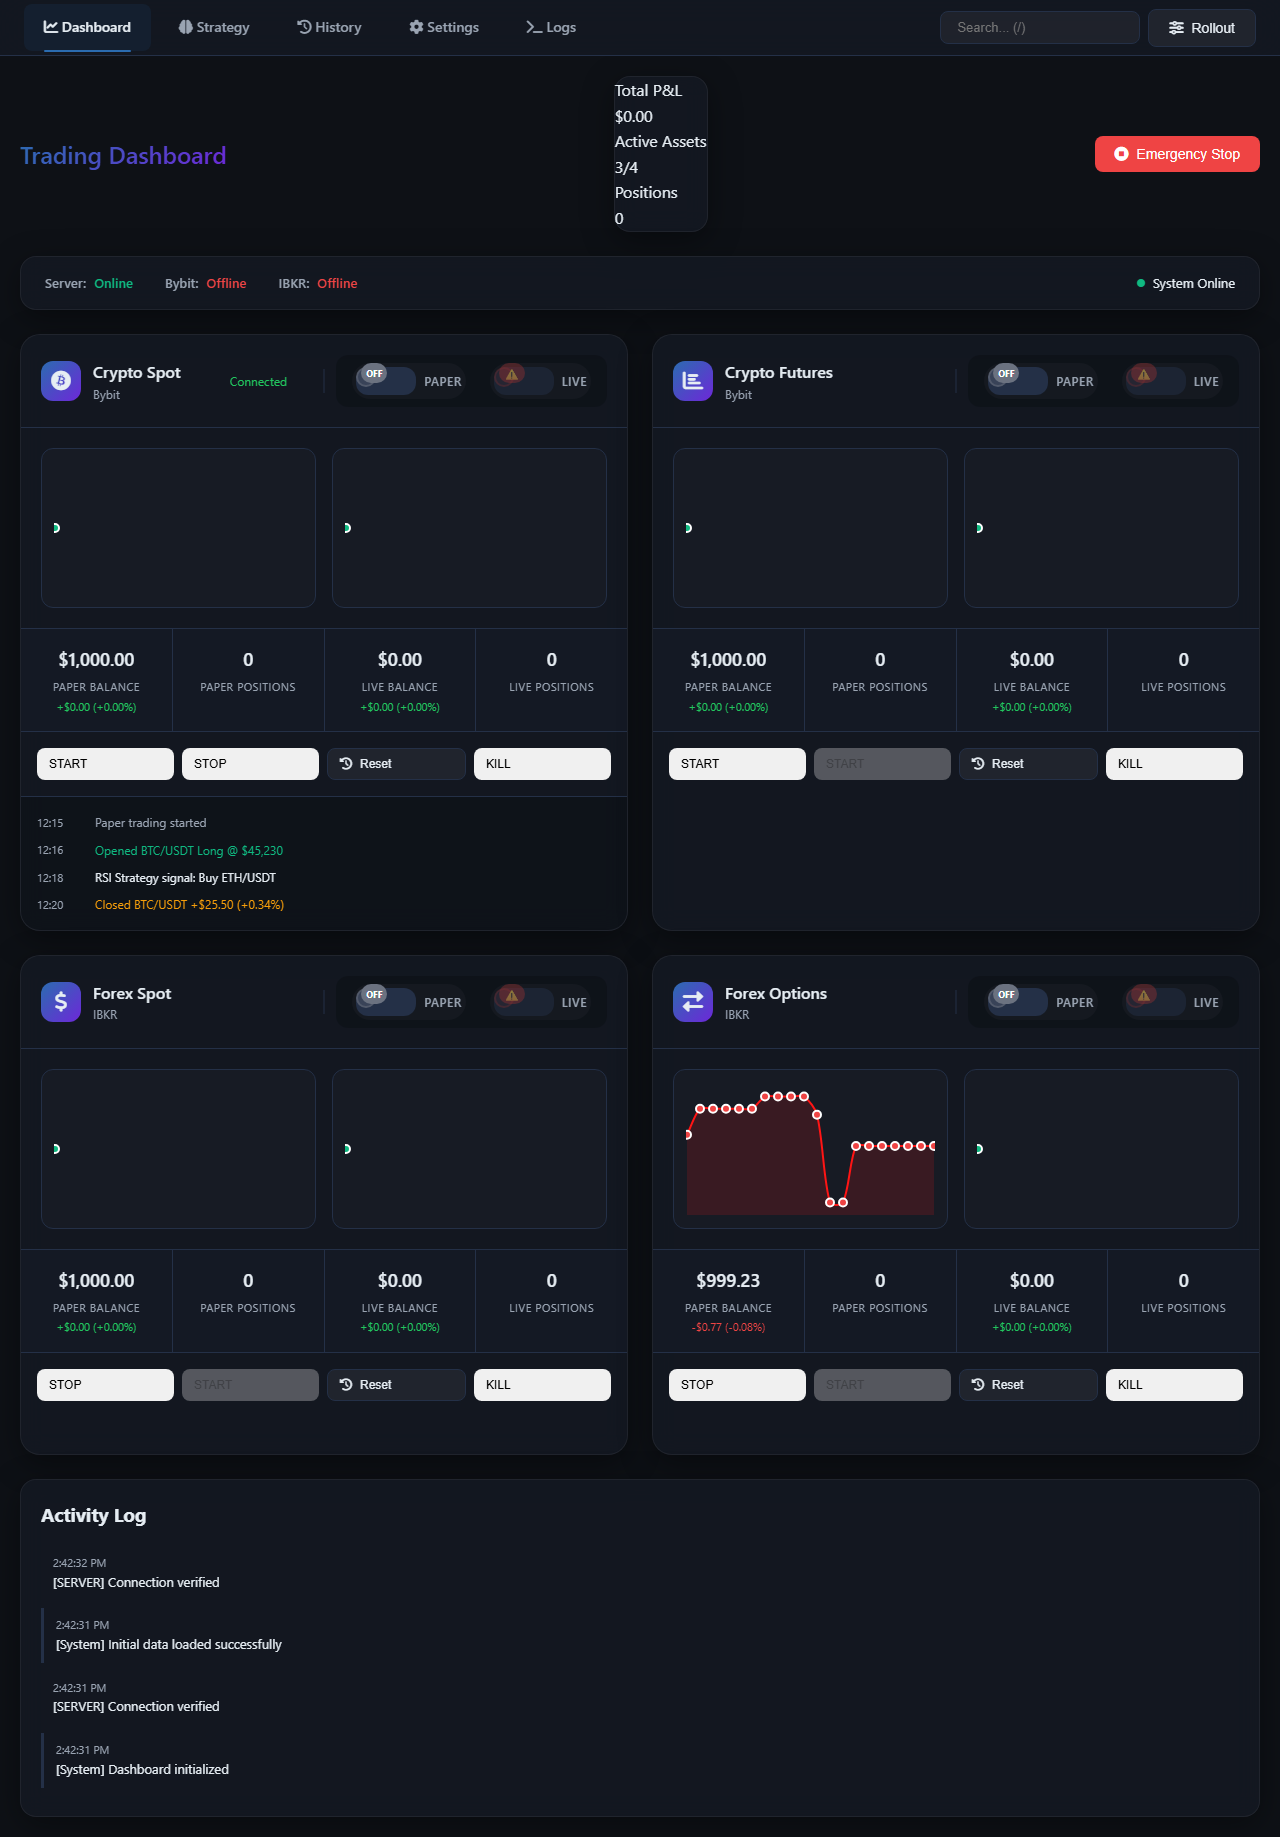 Dashboard
Strategy
History
Settings
Logs
Search... (/)
Rollout
Trading Dashboard
Total P&L
$0.00
Active Assets
3/4
Positions
0
Emergency Stop
Server: Online
Bybit: Offline
IBKR: Offline
System Online
Crypto Spot
Bybit
Connected
OFF
PAPER
LIVE
$1,000.00
PAPER BALANCE
+$0.00 (+0.00%)
0
PAPER POSITIONS
$0.00
LIVE BALANCE
+$0.00 (+0.00%)
0
LIVE POSITIONS
START
STOP
Reset
KILL
12:15 Paper trading started
12:16 Opened BTC/USDT Long @ $45,230
12:18 RSI Strategy signal: Buy ETH/USDT
12:20 Closed BTC/USDT +$25.50 (+0.34%)
Crypto Futures
Bybit
OFF
PAPER
LIVE
$1,000.00
PAPER BALANCE
+$0.00 (+0.00%)
0
PAPER POSITIONS
$0.00
LIVE BALANCE
+$0.00 (+0.00%)
0
LIVE POSITIONS
START
START
Reset
KILL
Forex Spot
IBKR
OFF
PAPER
LIVE
$1,000.00
PAPER BALANCE
+$0.00 (+0.00%)
0
PAPER POSITIONS
$0.00
LIVE BALANCE
+$0.00 (+0.00%)
0
LIVE POSITIONS
STOP
START
Reset
KILL
Forex Options
IBKR
OFF
PAPER
LIVE
$999.23
PAPER BALANCE
-$0.77 (-0.08%)
0
PAPER POSITIONS
$0.00
LIVE BALANCE
+$0.00 (+0.00%)
0
LIVE POSITIONS
STOP
START
Reset
KILL
Activity Log
2:42:32 PM
[SERVER] Connection verified
2:42:31 PM
[System] Initial data loaded successfully
2:42:31 PM
[SERVER] Connection verified
2:42:31 PM
[System] Dashboard initialized